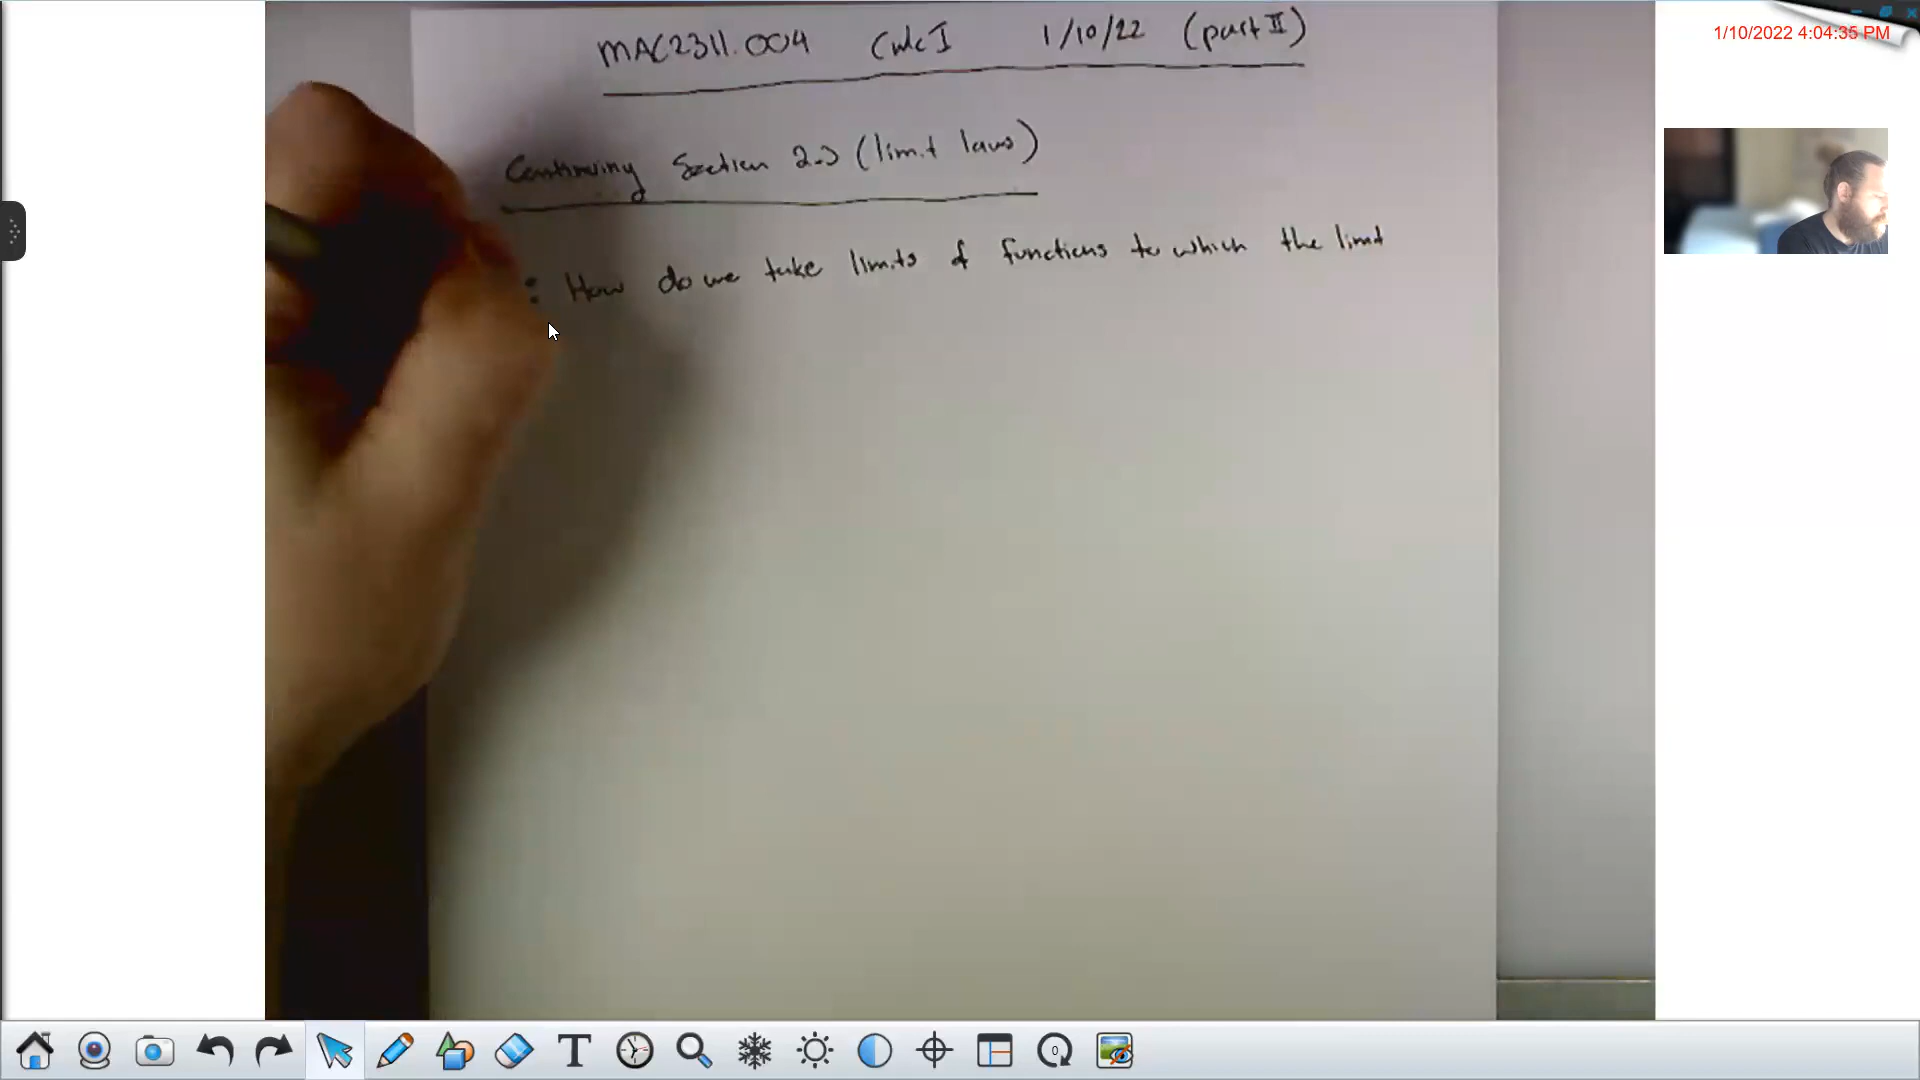 1/10/2022 4:04:35 PM
MAC2311.004 Calc I 1/10/22 (part II)
Continuing Section 2.3 (limit laws)
: How do we take limits of functions to which the limit
T
0